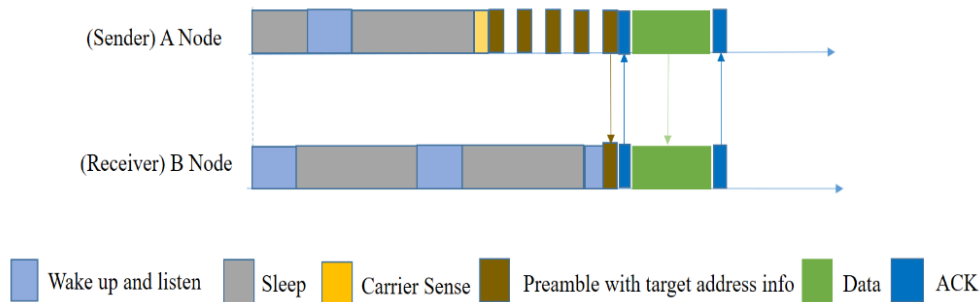 (Sender) A Node
(Receiver) B Node
Wake up and listen
Sleep
Carrier Sense
Preamble with target address info
Data
ACK